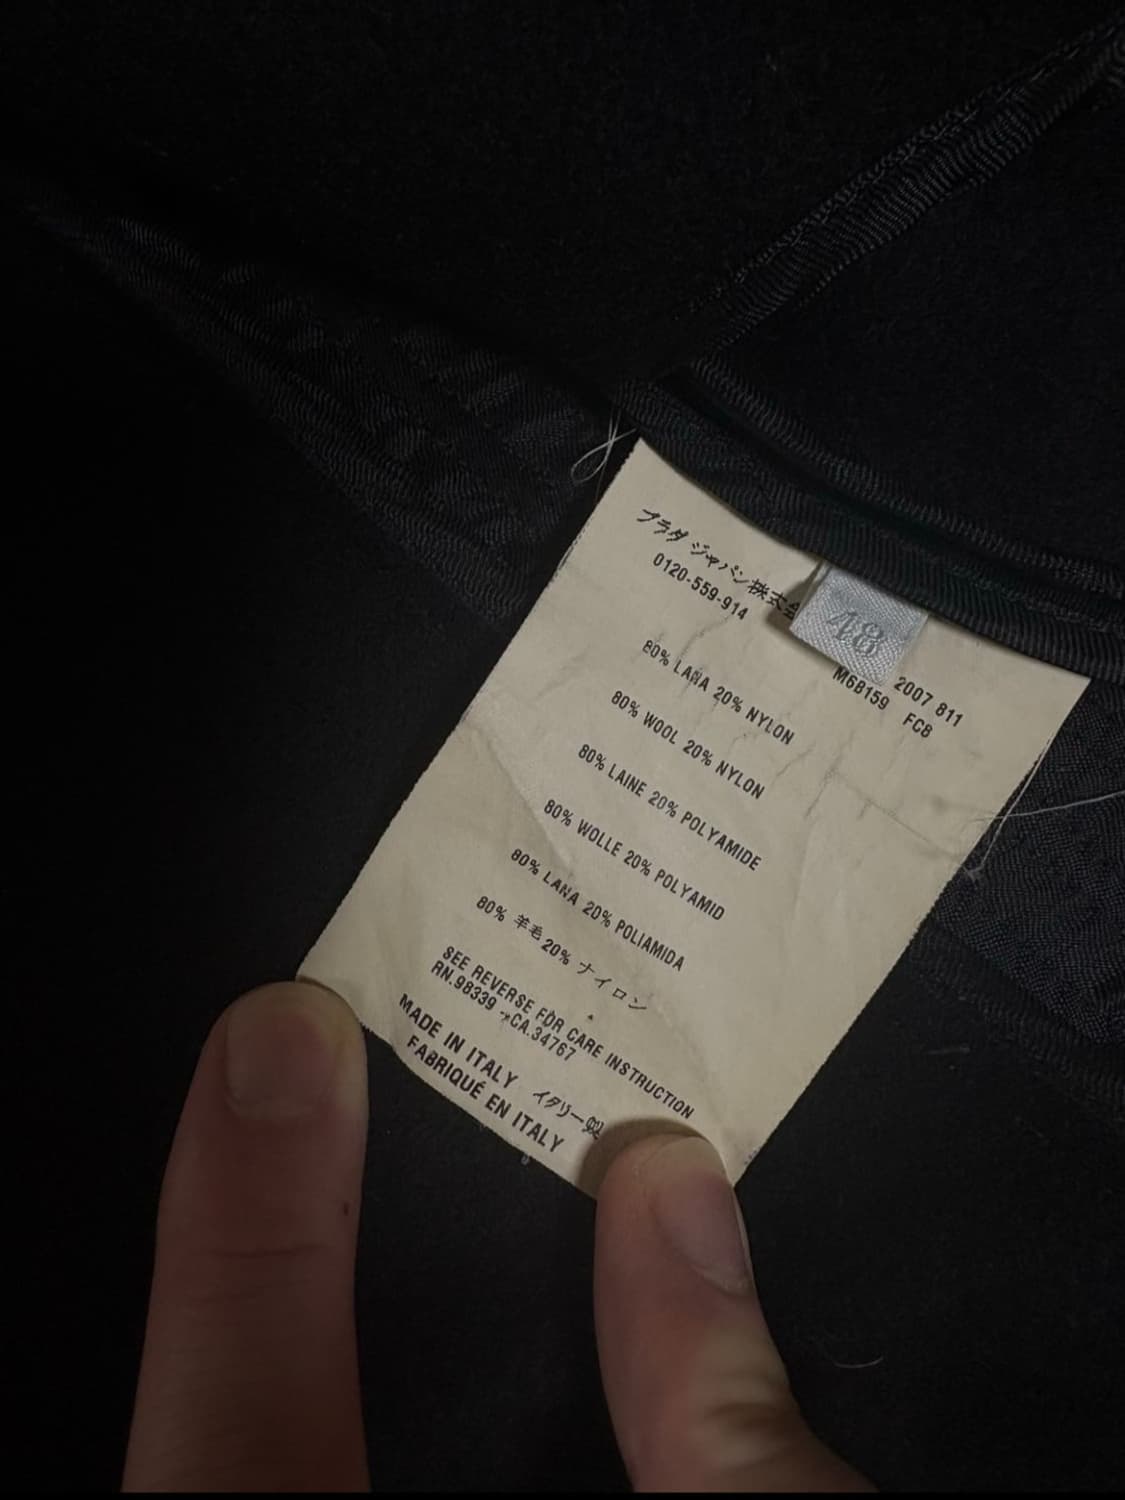 プラダ ジャパン株式会
0120-559-914
48
2007 811
M68159 FC8
80% LANA 20% NYLON
80% WOOL 20% NYLON
80% LAINE 20% POLYAMIDE
80% WOLLE 20% POLYAMID
80% LANA 20% POLIAMIDA
80% 羊毛 20% ナイロン
SEE REVERSE FOR CARE INSTRUCTION
RN.98339 - CA.34767
MADE IN ITALY イタリー製
FABRIQUÉ EN ITALY